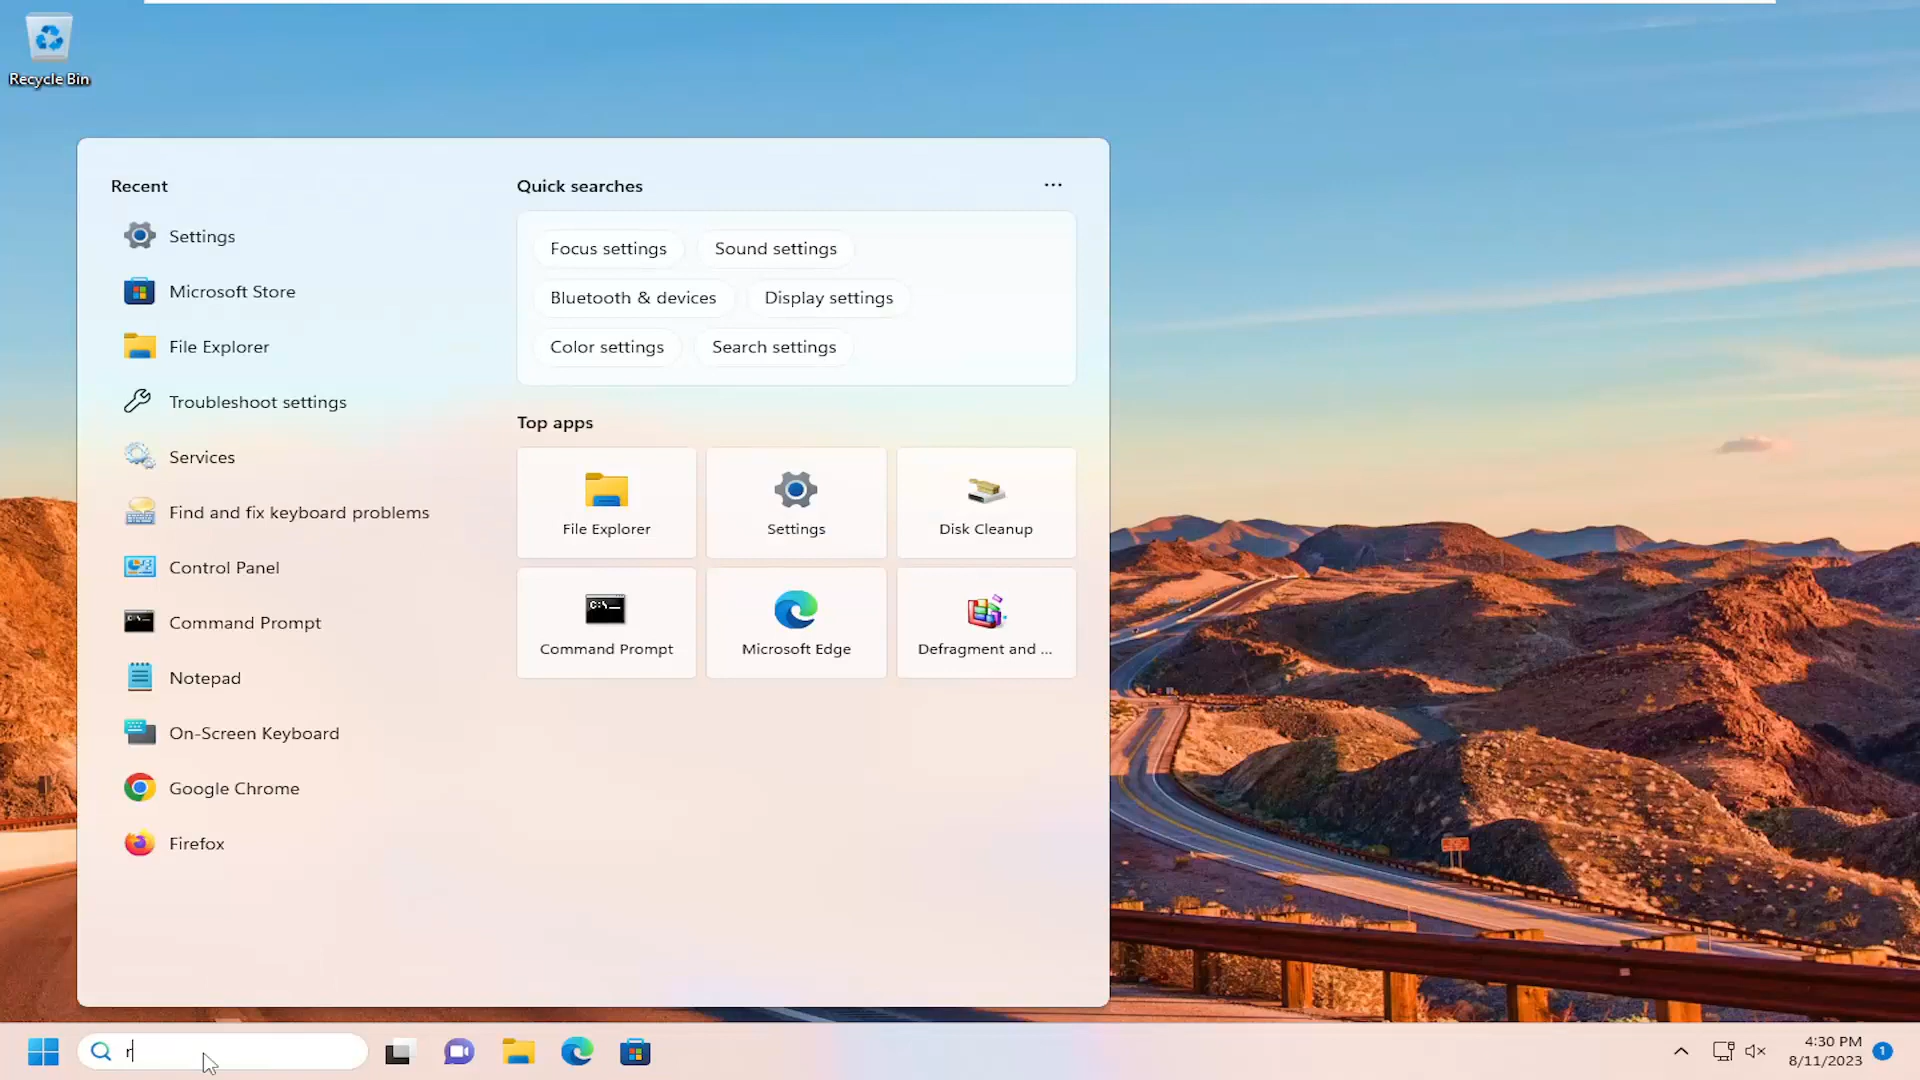 Recycle Bin
Recent
Settings
Microsoft Store
File Explorer
Troubleshoot settings
Services
Find and fix keyboard problems
Control Panel
Command Prompt
Notepad
On-Screen Keyboard
Google Chrome
Firefox
Quick searches
Focus settings
Sound settings
Bluetooth & devices
Display settings
Color settings
Search settings
Top apps
File Explorer
Settings
Disk Cleanup
Command Prompt
Microsoft Edge
Defragment and ...
r
4:30 PM
8/11/2023
1